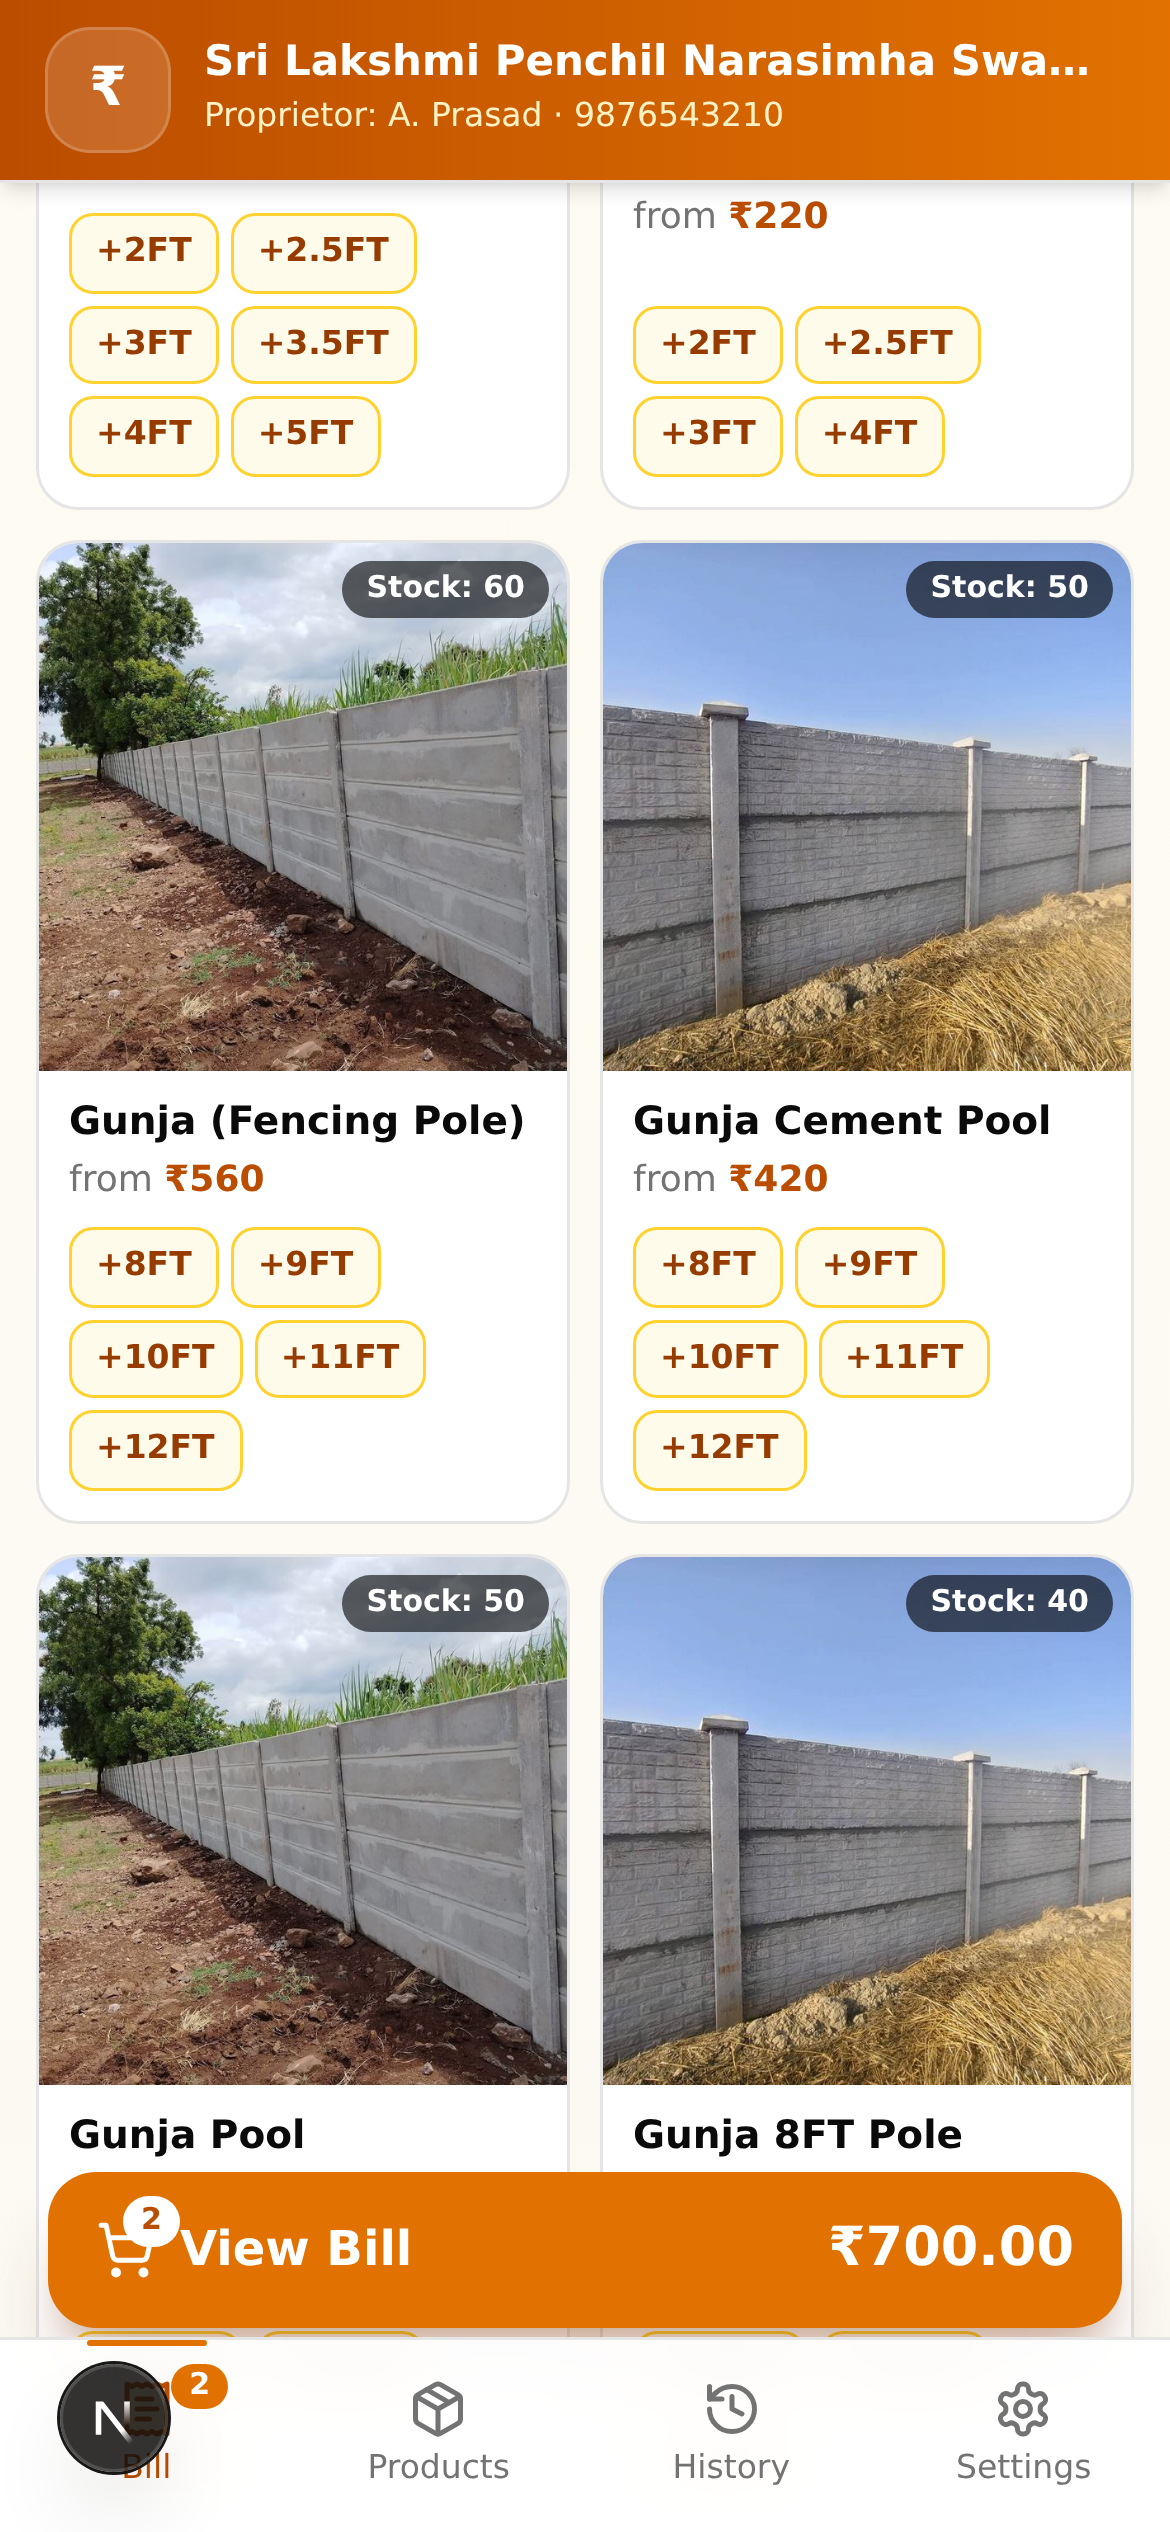 ₹
Sri Lakshmi Penchil Narasimha Swa...
Proprietor: A. Prasad · 9876543210
+2FT +2.5FT
+3FT +3.5FT
+4FT +5FT
from ₹220
+2FT +2.5FT
+3FT +4FT
Stock: 60
Gunja (Fencing Pole)
from ₹560
+8FT +9FT
+10FT +11FT
+12FT
Stock: 50
Gunja Cement Pool
from ₹420
+8FT +9FT
+10FT +11FT
+12FT
Stock: 50
Gunja Pool
Stock: 40
Gunja 8FT Pole
2
View Bill ₹700.00
N
2
Bill
Products
History
Settings